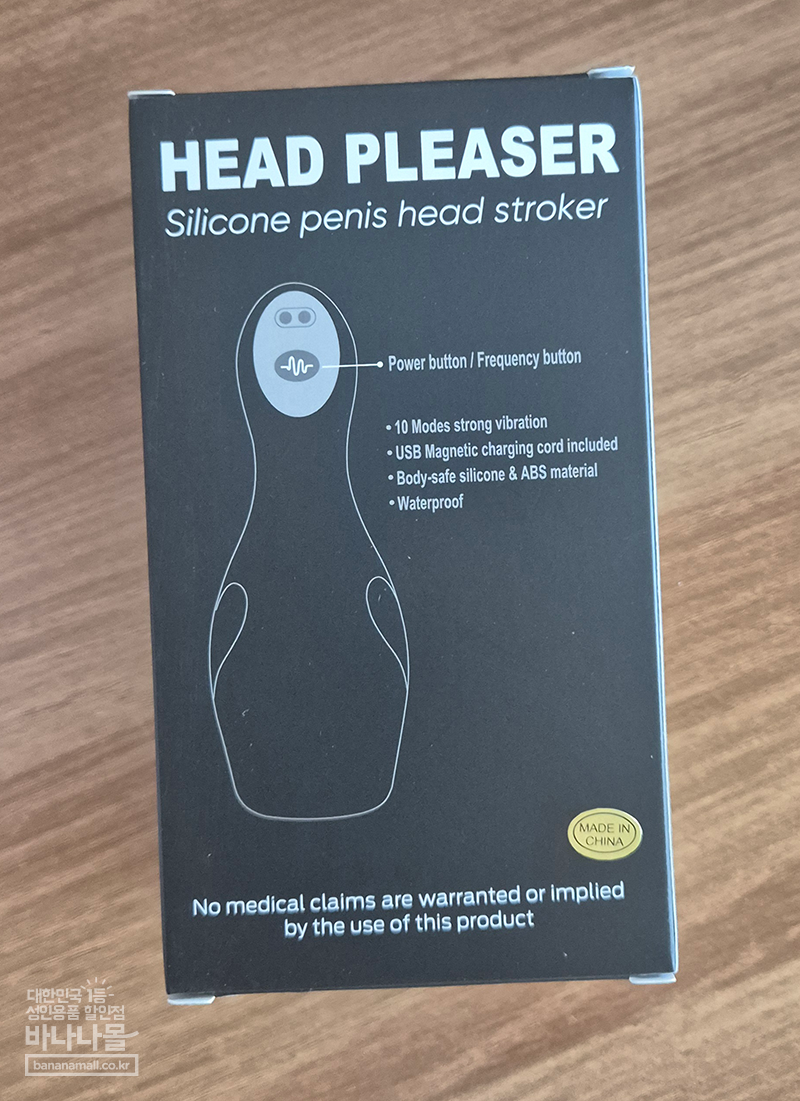 HEAD PLEASER
Silicone penis head stroker
Power button / Frequency button
• 10 Modes strong vibration
• USB Magnetic charging cord included
• Body-safe silicone & ABS material
• Waterproof
MADE IN
CHINA
No medical claims are warranted or implied
by the use of this product
대한민국 1등
성인용품 할인점
바나나몰
bananamall.co.kr